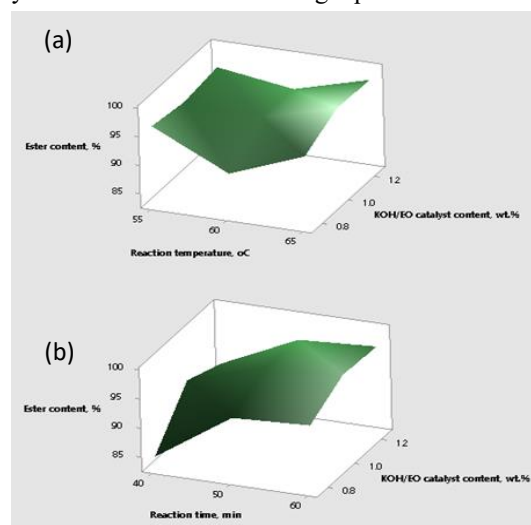 (a)
100
95
Ester content, %
90
85
1.2
1.0
KOH/EO catalyst content, wt.%
0.8
55
60
65
Reaction temperature, oC
(b)
100
95
Ester content, %
90
85
1.2
1.0
KOH/EO catalyst content, wt.%
0.8
40
50
60
Reaction time, min